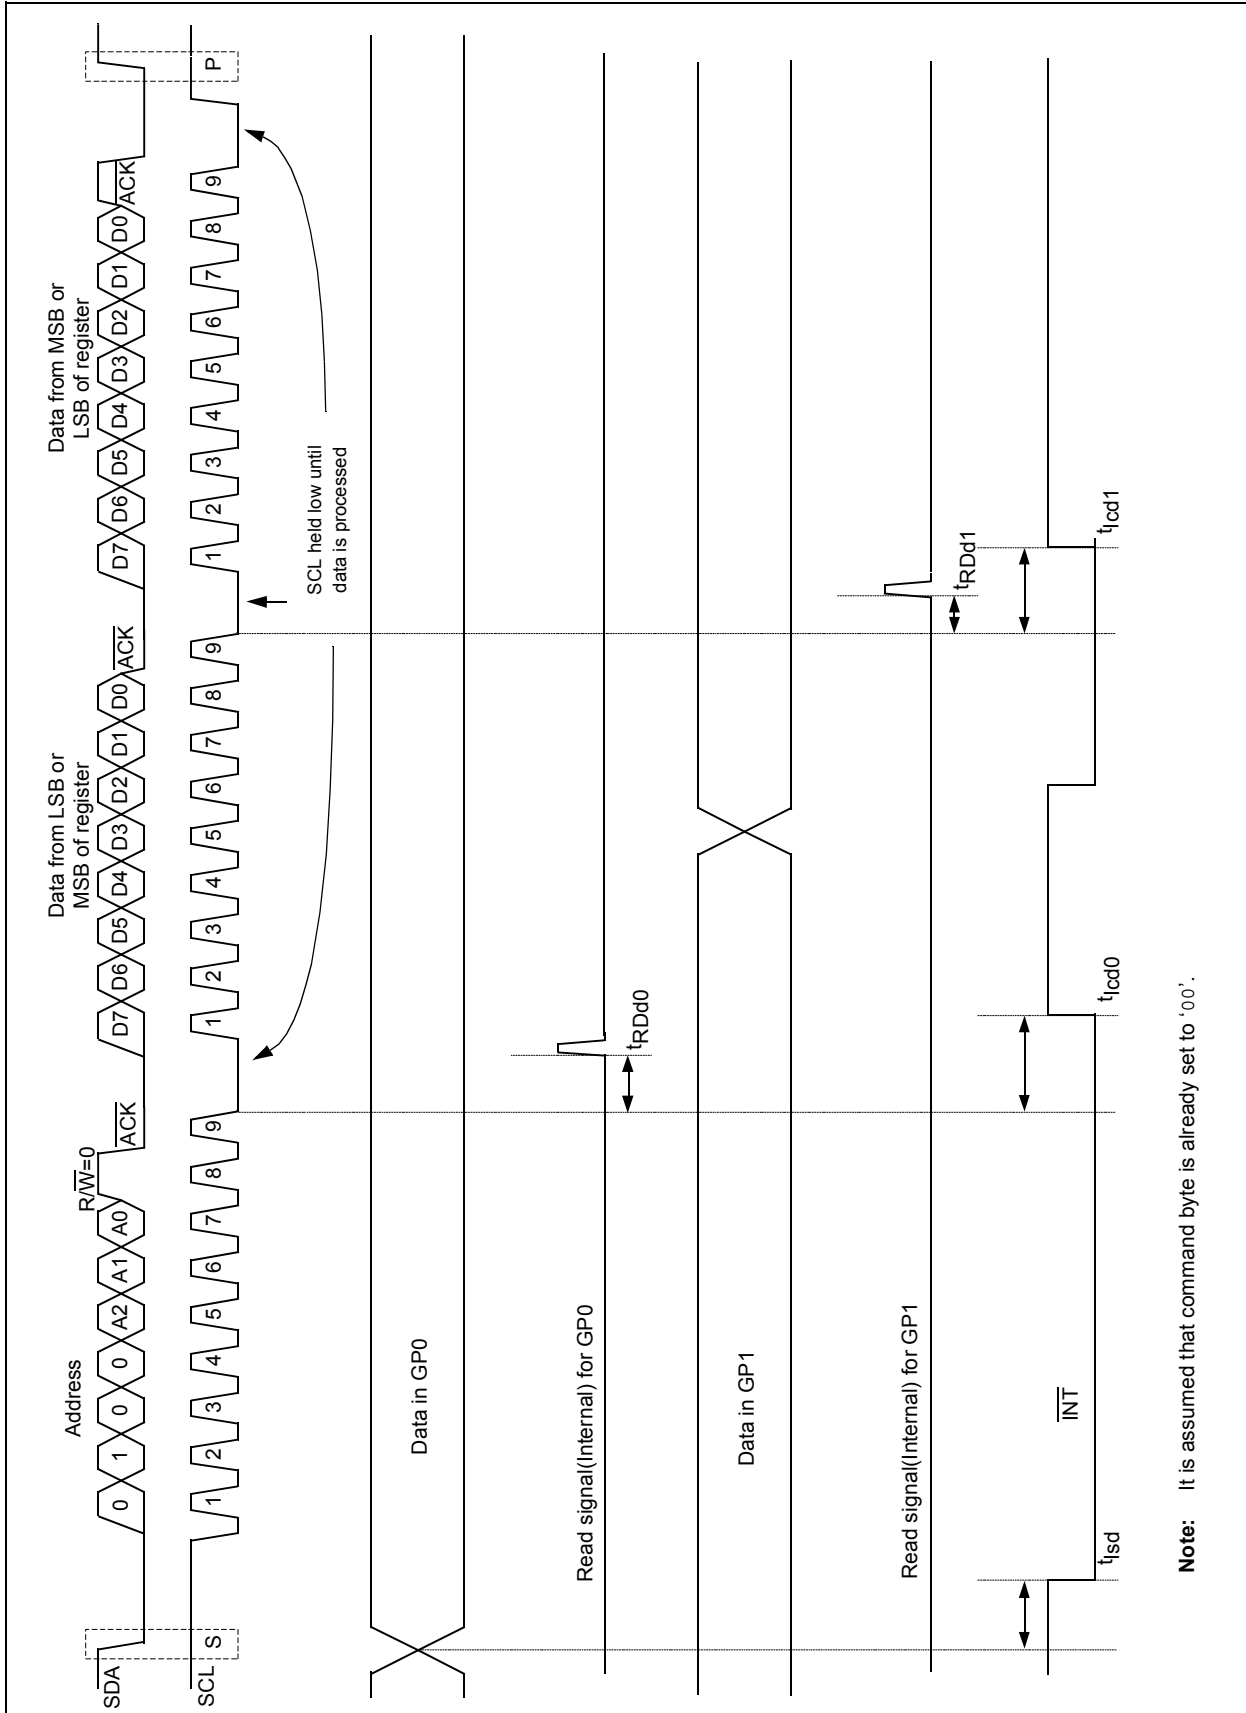 Address
R/W̅=0
Data from LSB or
MSB of register
Data from MSB or
LSB of register
SDA
0 1 0 0 A2 A1 A0 A̅C̅K̅ D7 D6 D5 D4 D3 D2 D1 D0 A̅C̅K̅ D7 D6 D5 D4 D3 D2 D1 D0 A̅C̅K̅
SCL
S 1 2 3 4 5 6 7 8 9 1 2 3 4 5 6 7 8 9 1 2 3 4 5 6 7 8 9 P
SCL held low until
data is processed
Data in GP0
Read signal(Internal) for GP0
tRDd0
Data in GP1
Read signal(Internal) for GP1
tRDd1
I̅N̅T̅
tIsd
tIcd0
tIcd1
Note: It is assumed that command byte is already set to ‘00’.